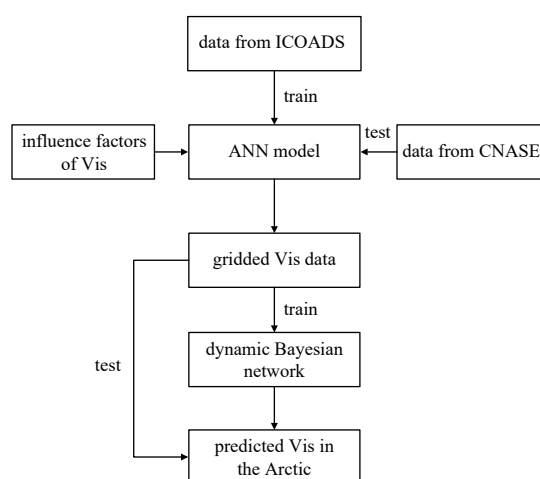 data from ICOADS
train
influence factors
of Vis
ANN model
test
data from CNASE
gridded Vis data
train
test
dynamic Bayesian
network
predicted Vis in
the Arctic